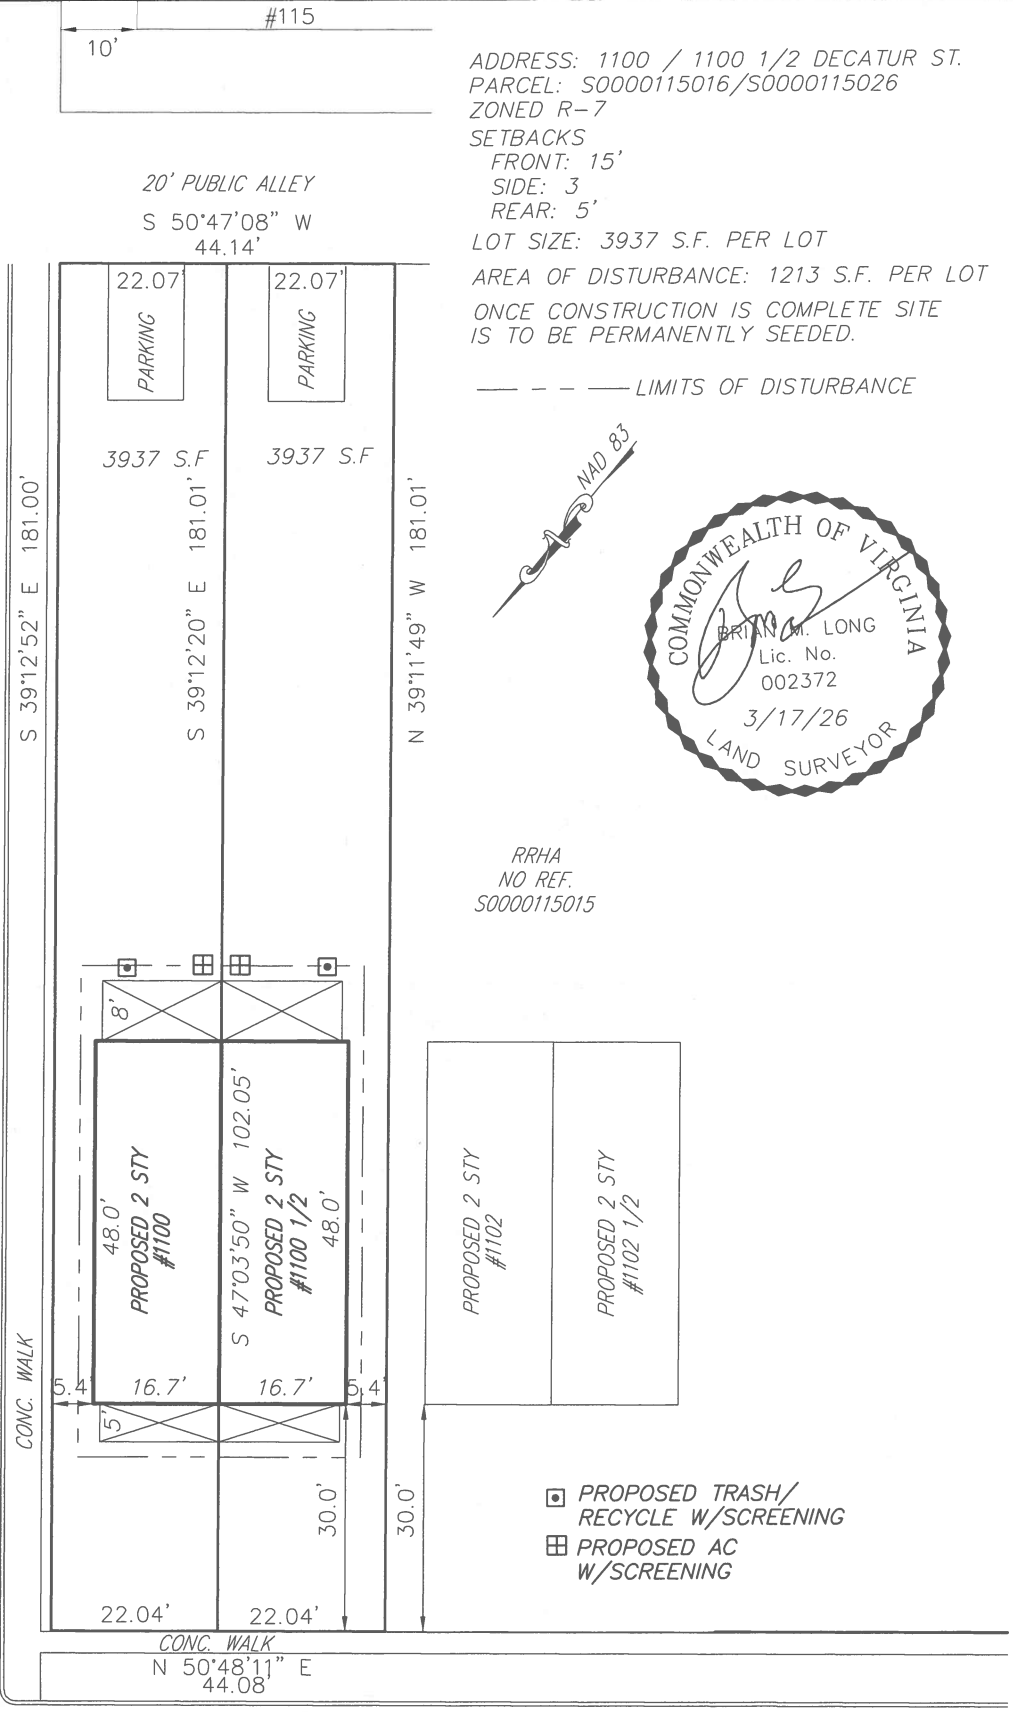 #115
10'
ADDRESS: 1100 / 1100 1/2 DECATUR ST.
PARCEL: S0000115016/S0000115026
ZONED R-7
SETBACKS
FRONT: 15'
SIDE: 3
REAR: 5'
LOT SIZE: 3937 S.F. PER LOT
AREA OF DISTURBANCE: 1213 S.F. PER LOT
ONCE CONSTRUCTION IS COMPLETE SITE
IS TO BE PERMANENTLY SEEDED.
LIMITS OF DISTURBANCE
20' PUBLIC ALLEY
S 50°47'08" W
44.14'
22.07'
22.07'
PARKING
PARKING
3937 S.F
3937 S.F
S 39°12'52" E 181.00'
S 39°12'20" E 181.01'
N 39°11'49" W 181.01'
NAD 83
COMMONWEALTH OF VIRGINIA
BRIAN M. LONG
Lic. No.
002372
3/17/26
LAND SURVEYOR
RRHA
NO REF.
S0000115015
8'
48.0'
PROPOSED 2 STY
#1100
S 47°03'50" W 102.05'
PROPOSED 2 STY
#1100 1/2
48.0'
PROPOSED 2 STY
#1102
PROPOSED 2 STY
#1102 1/2
CONC. WALK
5.4'
16.7'
16.7'
5.4'
5'
30.0'
30.0'
PROPOSED TRASH/
RECYCLE W/SCREENING
PROPOSED AC
W/SCREENING
22.04'
22.04'
CONC. WALK
N 50°48'11" E
44.08'